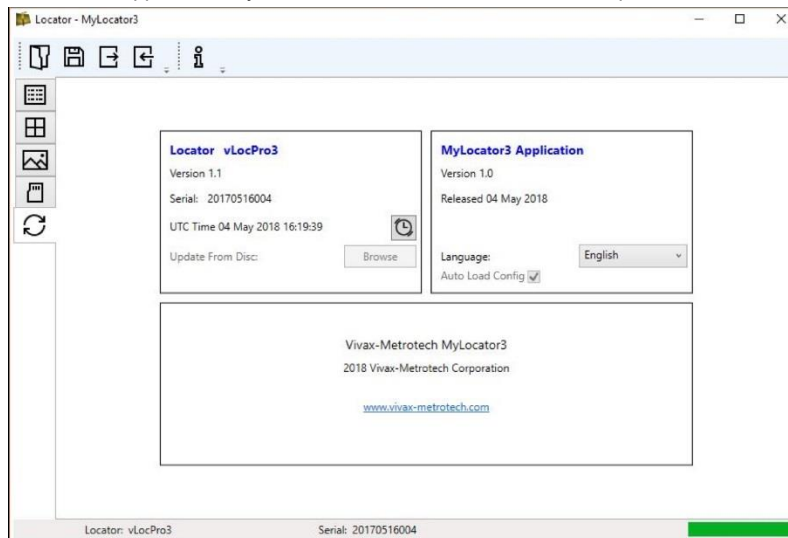 Locator - MyLocator3
Locator vLocPro3
Version 1.1
Serial: 20170516004
UTC Time 04 May 2018 16:19:39
Update From Disc:
Browse
MyLocator3 Application
Version 1.0
Released 04 May 2018
Language:
English
Auto Load Config
Vivax-Metrotech MyLocator3
2018 Vivax-Metrotech Corporation
www.vivax-metrotech.com
Locator: vLocPro3
Serial: 20170516004